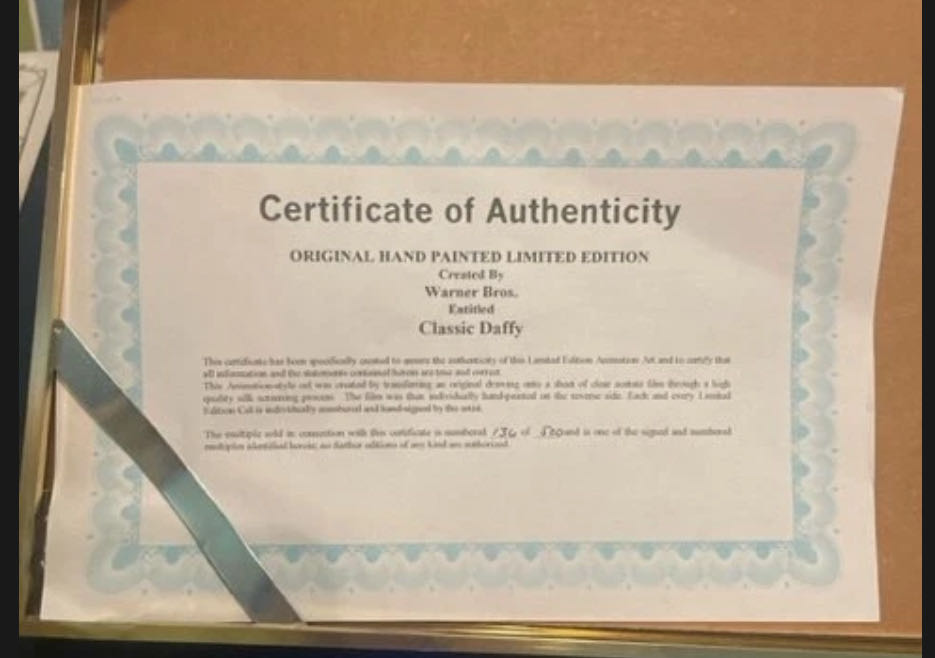 Certificate of Authenticity
ORIGINAL HAND PAINTED LIMITED EDITION
Created By
Warner Bros.
Entitled
Classic Daffy
This certificate has been specifically created to assure the authenticity of this Limited Edition Animation Art and to certify that
all information and the statements contained herein are true and correct.
This Animation-style cel was created by transferring an original drawing onto a sheet of clear acetate film through a high
quality silk screening process. The film was than individually hand-painted on the reverse side. Each and every Limited
Edition Cel is individually numbered and hand-signed by the artist.
The multiple sold in connection with this certificate is numbered 136 of 500 and is one of the signed and numbered
multiples identified herein; no further editions of any kind are authorized.